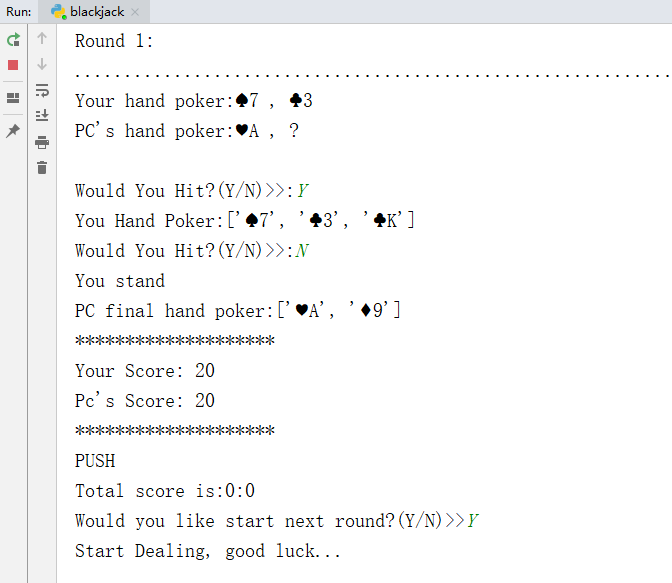 Run: blackjack
Round 1:
............................................................
Your hand poker:♠7 , ♣3
PC's hand poker:♥A , ?
Would You Hit?(Y/N)>>:Y
You Hand Poker:['♠7', '♣3', '♣K']
Would You Hit?(Y/N)>>:N
You stand
PC final hand poker:['♥A', '♦9']
********************
Your Score: 20
Pc's Score: 20
********************
PUSH
Total score is:0:0
Would you like start next round?(Y/N)>>Y
Start Dealing, good luck...